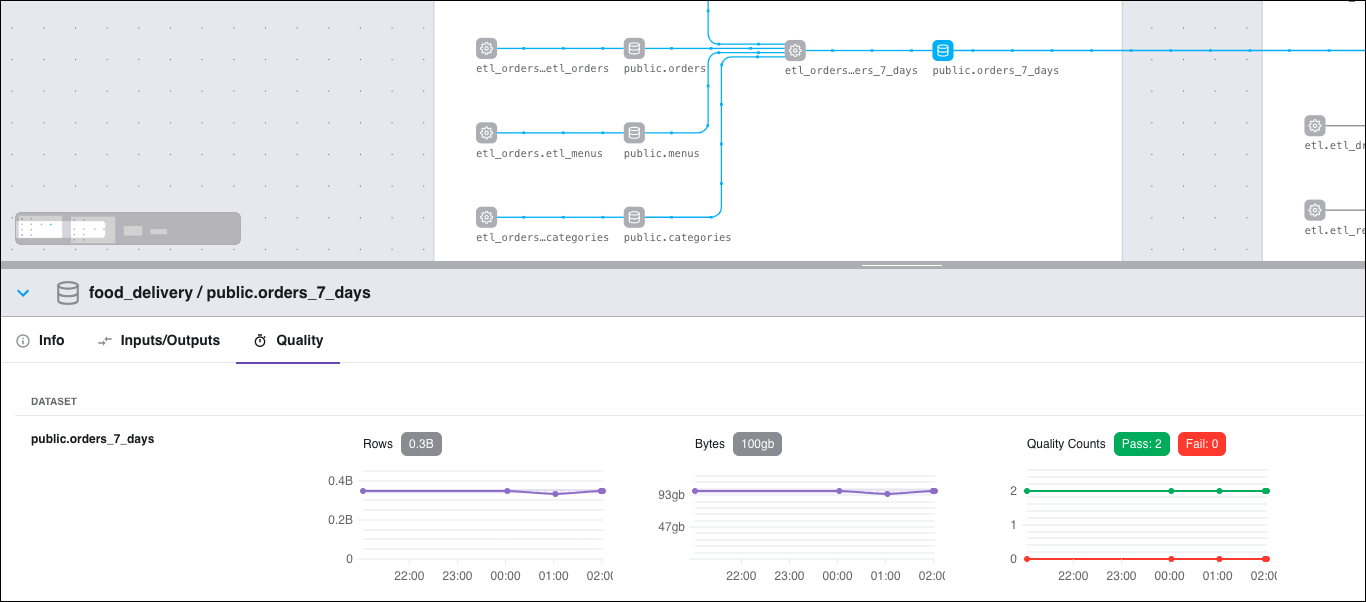 etl_orders…etl_orders
public.orders
etl_orders…ers_7_days
public.orders_7_days
etl_orders.etl_menus
public.menus
etl.etl_dr
etl_orders…categories
public.categories
etl.etl_re
food_delivery / public.orders_7_days
Info
Inputs/Outputs
Quality
DATASET
public.orders_7_days
Rows 0.3B
0.4B
0.2B
0
22:00 23:00 00:00 01:00 02:00
Bytes 100gb
93gb
47gb
22:00 23:00 00:00 01:00 02:00
Quality Counts Pass: 2 Fail: 0
2
1
0
22:00 23:00 00:00 01:00 02:00